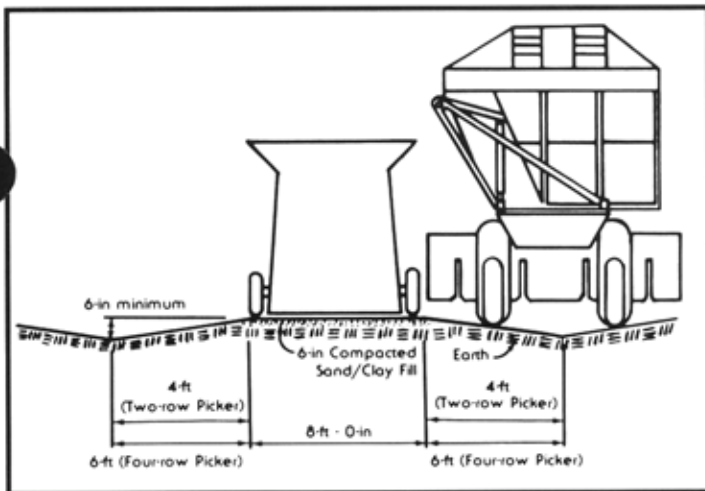 6-in minimum
6-in Compacted
Sand/Clay Fill
Earth
4-ft
(Two-row Picker)
4-ft
(Two-row Picker)
8-ft - 0-in
6-ft (Four-row Picker)
6-ft (Four-row Picker)